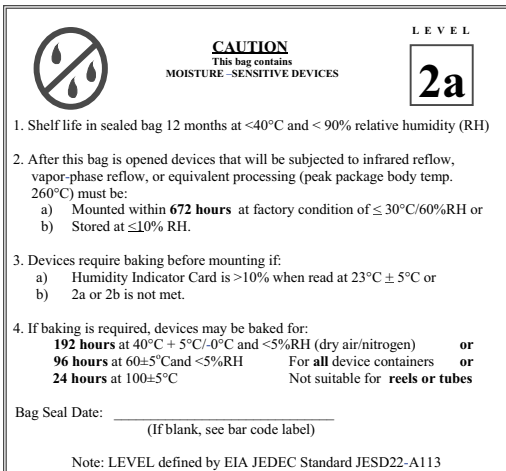 LEVEL
CAUTION
This bag contains
MOISTURE –SENSITIVE DEVICES
2a
1. Shelf life in sealed bag 12 months at <40°C and < 90% relative humidity (RH)
2. After this bag is opened devices that will be subjected to infrared reflow,
vapor-phase reflow, or equivalent processing (peak package body temp.
260°C) must be:
a) Mounted within 672 hours at factory condition of ≤ 30°C/60%RH or
b) Stored at ≤10% RH.
3. Devices require baking before mounting if:
a) Humidity Indicator Card is >10% when read at 23°C ± 5°C or
b) 2a or 2b is not met.
4. If baking is required, devices may be baked for:
192 hours at 40°C + 5°C/-0°C and <5%RH (dry air/nitrogen) or
96 hours at 60±5°Cand <5%RH For all device containers or
24 hours at 100±5°C Not suitable for reels or tubes
Bag Seal Date: ______________________________
(If blank, see bar code label)
Note: LEVEL defined by EIA JEDEC Standard JESD22-A113